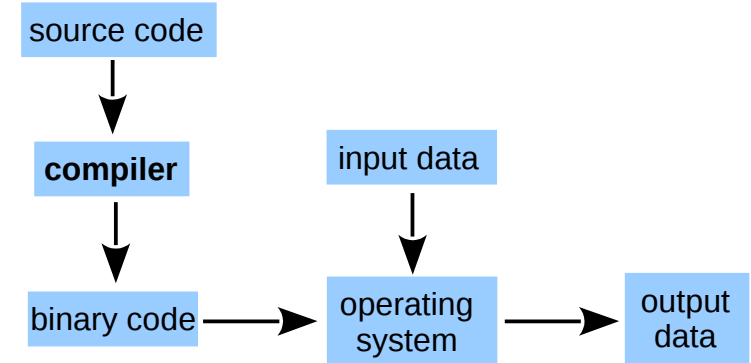 source code
compiler
input data
binary code
operating
system
output
data